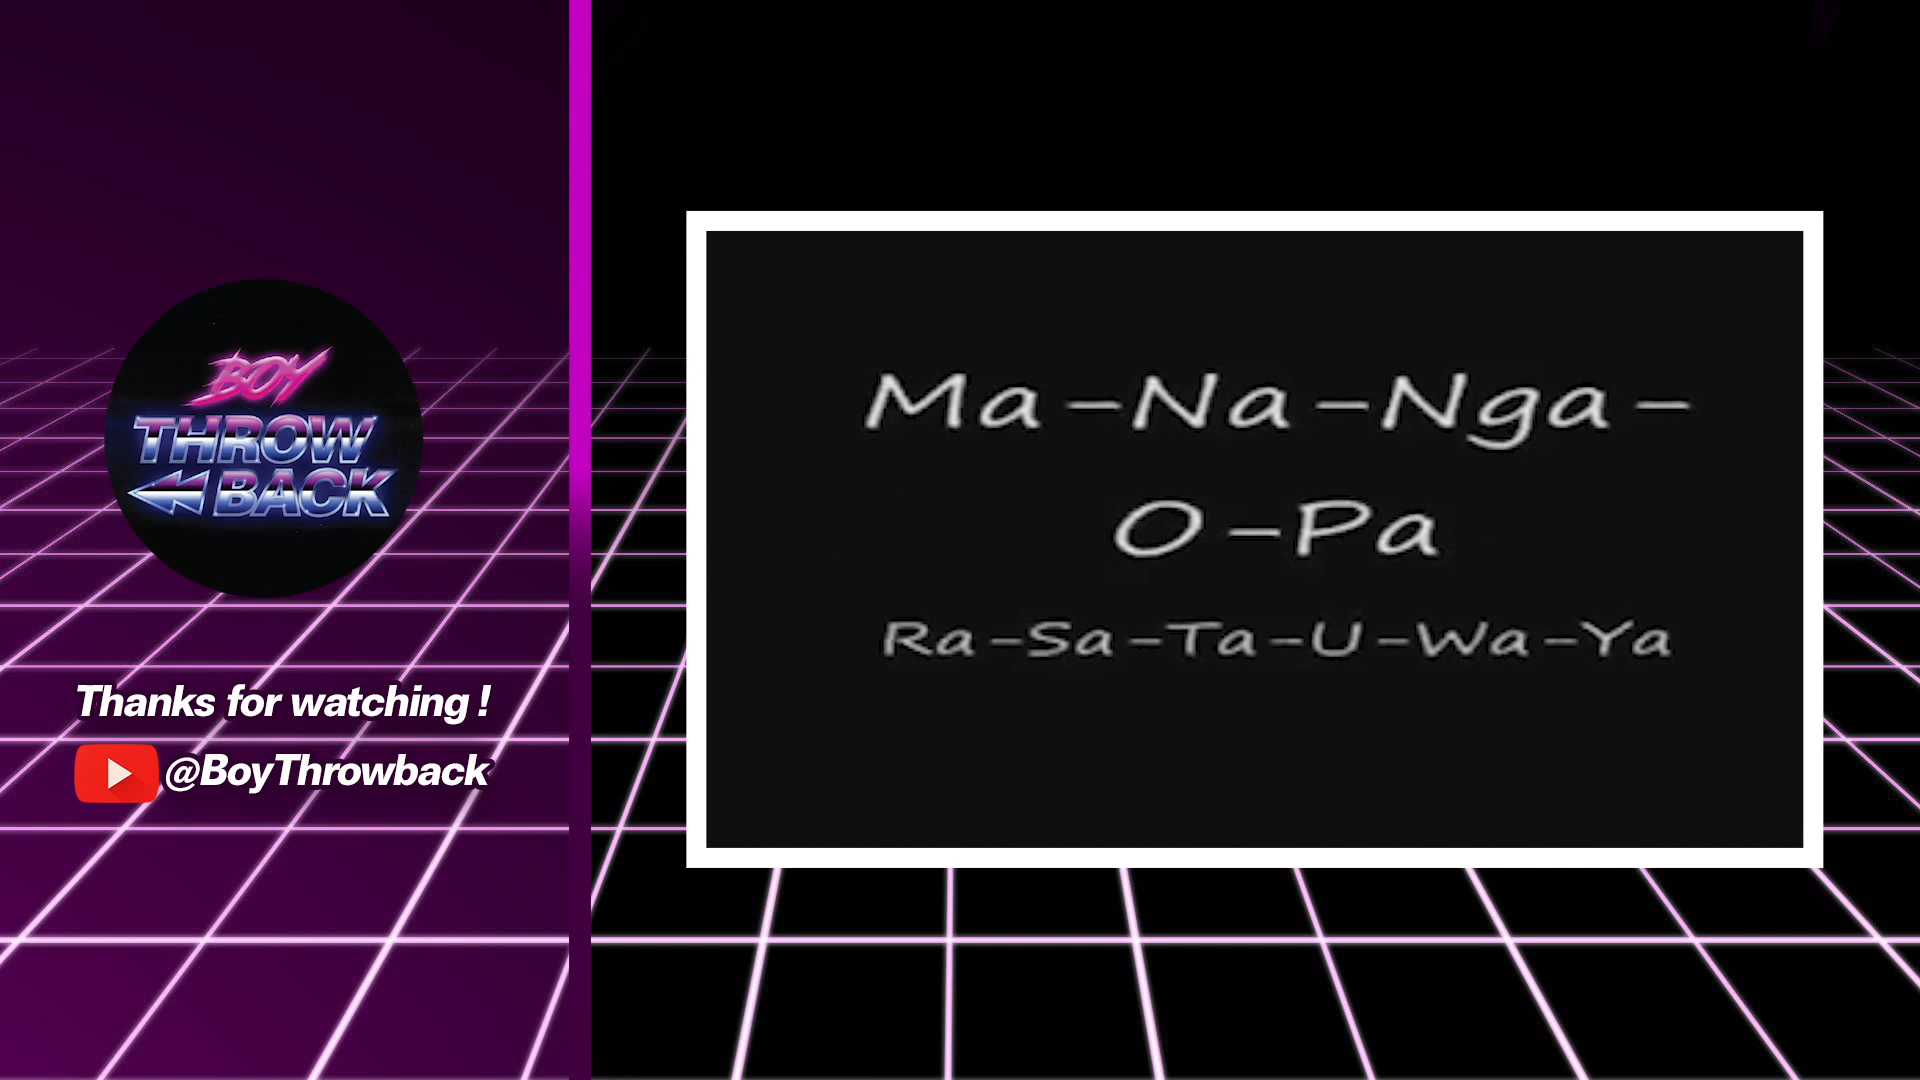 BOY
THROW
BACK
Thanks for watching !
@BoyThrowback
Ma-Na-Nga-
O-Pa
Ra-Sa-Ta-U-Wa-Ya